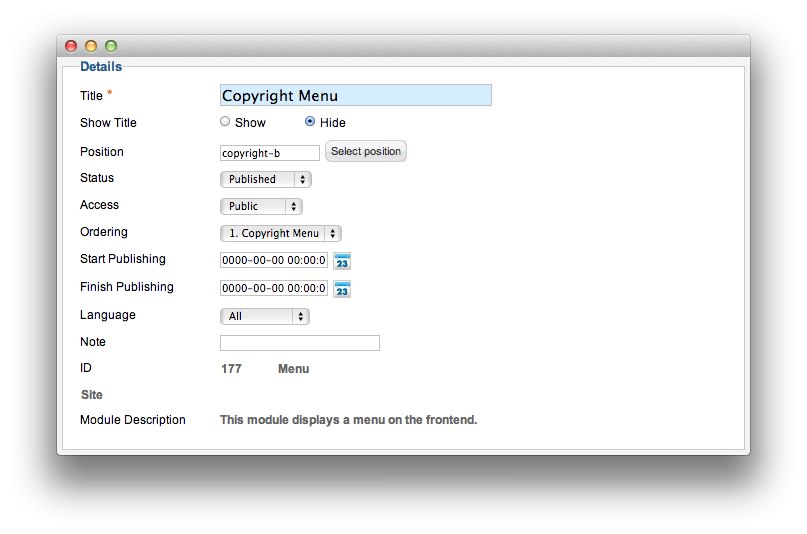 Details
Title * Copyright Menu
Show Title Show Hide
Position copyright-b Select position
Status Published
Access Public
Ordering 1. Copyright Menu
Start Publishing 0000-00-00 00:00:0 23
Finish Publishing 0000-00-00 00:00:0 23
Language All
Note
ID 177 Menu
Site
Module Description This module displays a menu on the frontend.